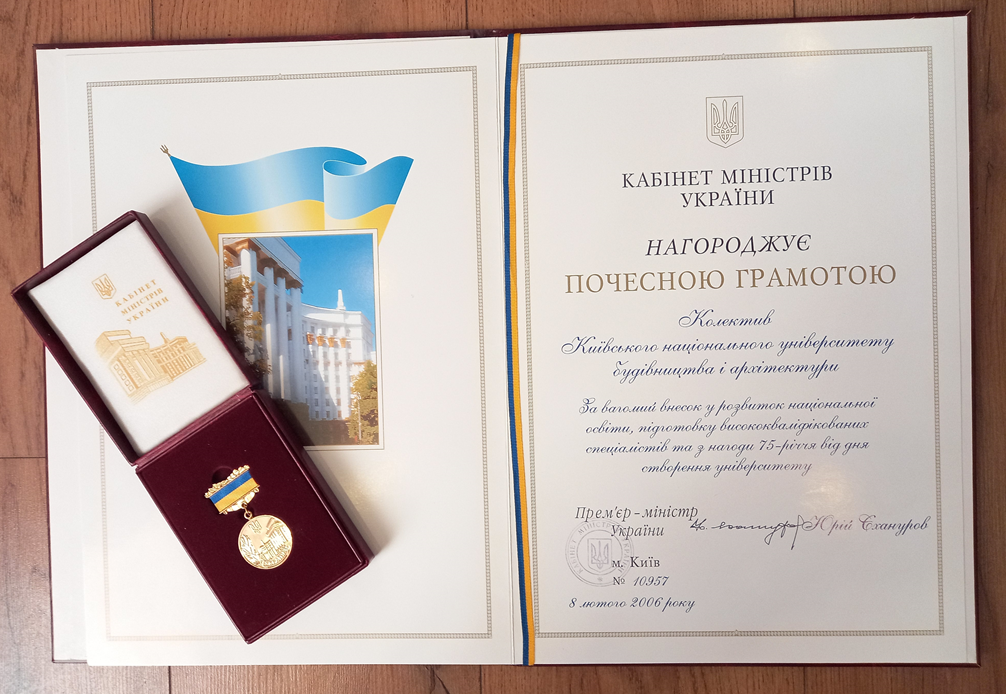 КАБІНЕТ
МІНІСТРІВ
УКРАЇНИ
КАБІНЕТ МІНІСТРІВ
УКРАЇНИ
НАГОРОДЖУЄ
ПОЧЕСНОЮ ГРАМОТОЮ
Колектив
Київського національного університету
будівництва і архітектури
За вагомий внесок у розвиток національної
освіти, підготовку висококваліфікованих
спеціалістів та з нагоди 75-річчя від дня
створення університету
Прем'єр-міністр
України
Юрій Єхануров
м. Київ
№ 10957
8 лютого 2006 року